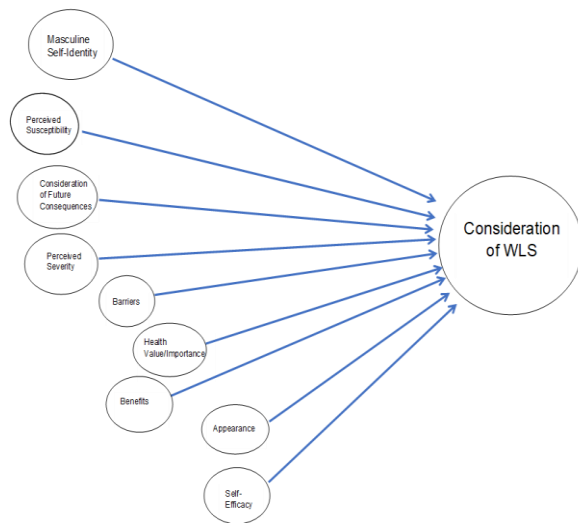 Masculine
Self-Identity
Perceived
Susceptibility
Consideration
of Future
Consequences
Perceived
Severity
Barriers
Health
Value/Importance
Benefits
Appearance
Self-
Efficacy
Consideration
of WLS